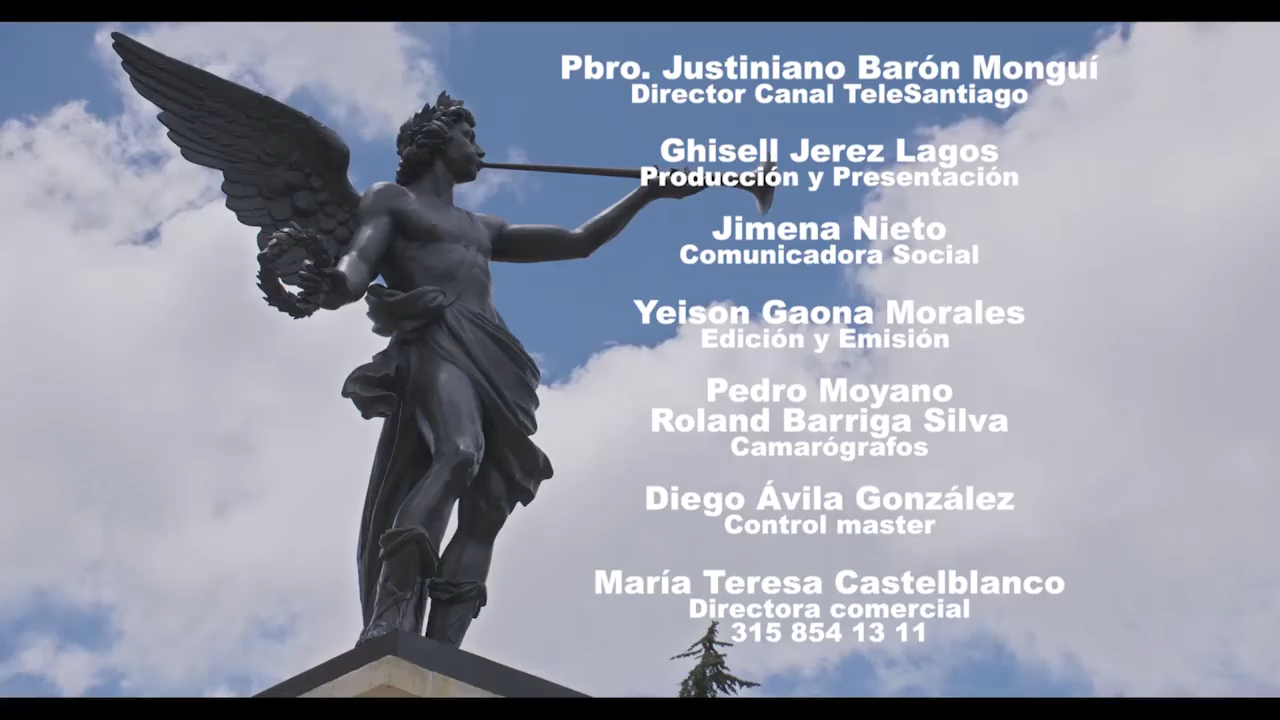 Pbro. Justiniano Barón Monguí
Director Canal TeleSantiago
Ghisell Jerez Lagos
Producción y Presentación
Jimena Nieto
Comunicadora Social
Yeison Gaona Morales
Edición y Emisión
Pedro Moyano
Roland Barriga Silva
Camarógrafos
Diego Ávila González
Control master
María Teresa Castelblanco
Directora comercial
315 854 13 11